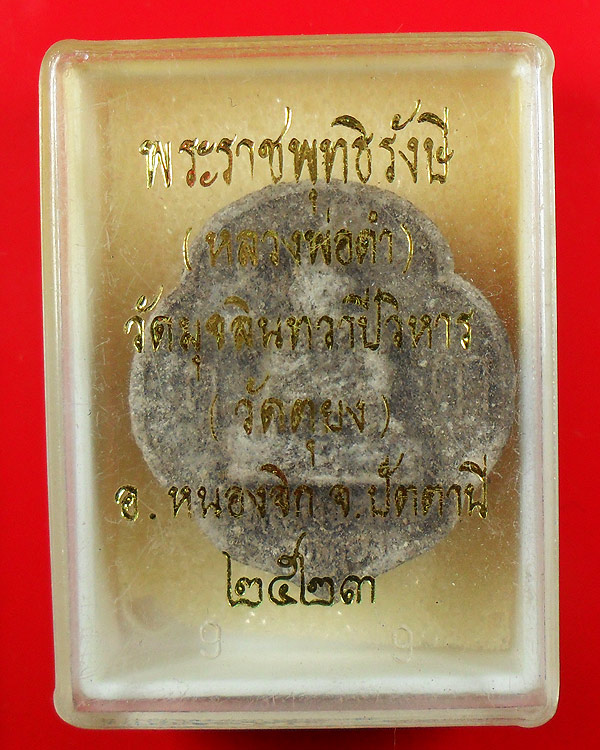 พระราชพุทธิรังษี
(หลวงพ่อดำ)
วัดมุจลินทวาปีวิหาร
(วัดตุยง)
อ.หนองจิก จ.ปัตตานี
๒๕๒๓
9 9